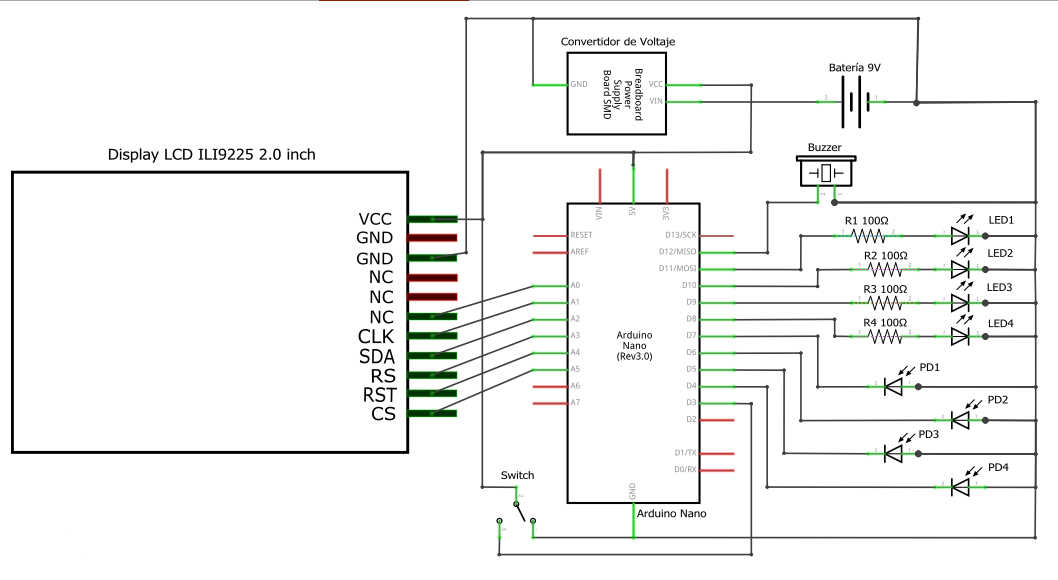 Convertidor de Voltaje
GND
Breadboard
Power
Supply
Board SMD
VCC
VIN
Batería 9V
2
1
Display LCD ILI9225 2.0 inch
Buzzer
2
1
VCC
GND
GND
NC
NC
NC
CLK
SDA
RS
RST
CS
VIN
5V
3V3
RESET
AREF
A0
A1
A2
A3
A4
A5
A6
A7
D13/SCK
D12/MISO
D11/MOSI
D10
D9
D8
D7
D6
D5
D4
D3
D2
D1/TX
D0/RX
GND
Arduino
Nano
(Rev3.0)
Arduino Nano
R1 100Ω
LED1
R2 100Ω
LED2
R3 100Ω
LED3
R4 100Ω
LED4
PD1
PD2
PD3
PD4
Switch